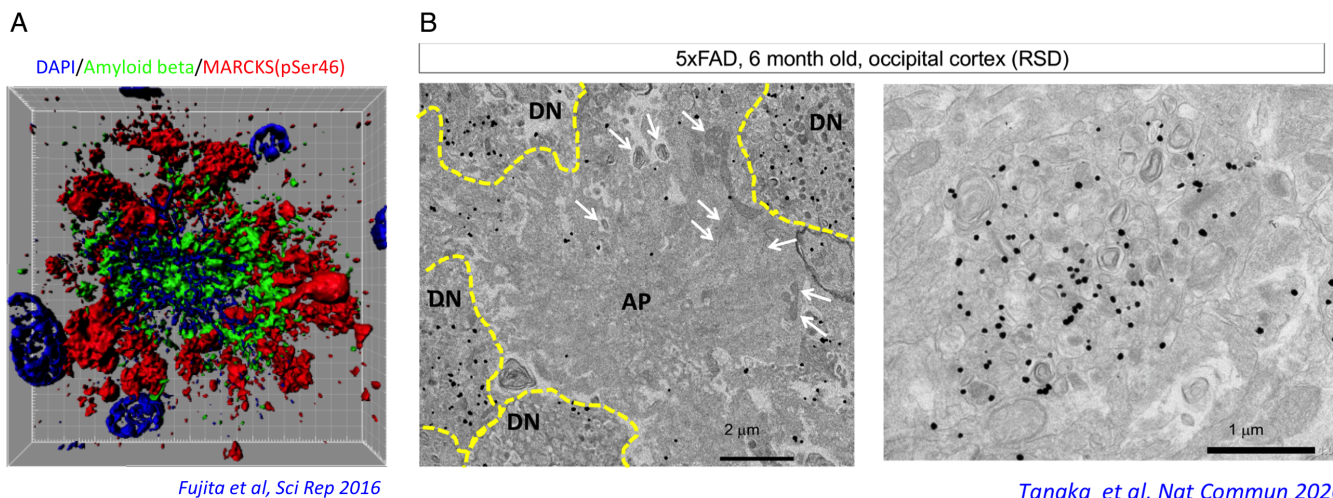 A
B
DAPI/Amyloid beta/MARCKS(pSer46)
5xFAD, 6 month old, occipital cortex (RSD)
DN
DN
DN
AP
DN
2 μm
1 μm
Fujita et al, Sci Rep 2016
Tanaka et al, Nat Commun 202